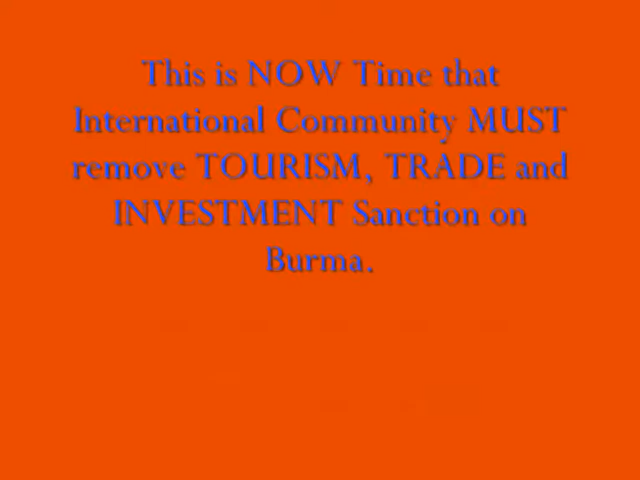 This is NOW Time that
International Community MUST
remove TOURISM, TRADE and
INVESTMENT Sanction on
Burma.